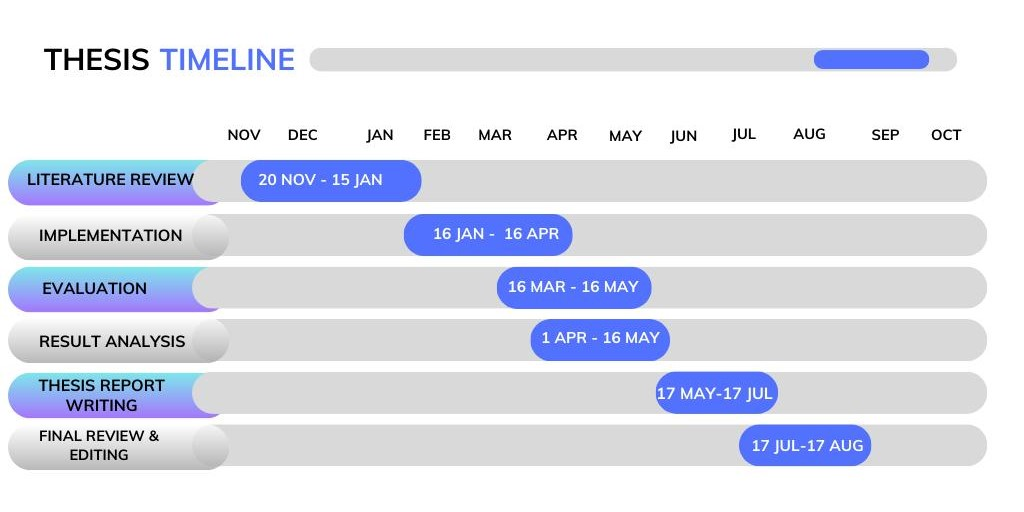 THESIS TIMELINE
NOV DEC JAN FEB MAR APR MAY JUN JUL AUG SEP OCT
LITERATURE REVIEW 20 NOV - 15 JAN
IMPLEMENTATION 16 JAN - 16 APR
EVALUATION 16 MAR - 16 MAY
RESULT ANALYSIS 1 APR - 16 MAY
THESIS REPORT
WRITING
17 MAY-17 JUL
FINAL REVIEW &
EDITING
17 JUL-17 AUG